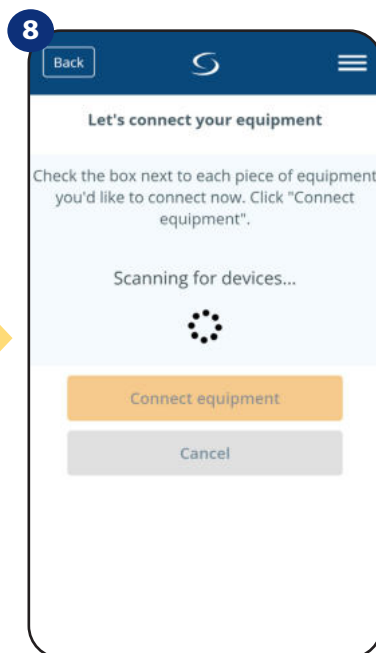 8
Back
Let's connect your equipment
Check the box next to each piece of equipment
you'd like to connect now. Click "Connect
equipment".
Scanning for devices...
Connect equipment
Cancel